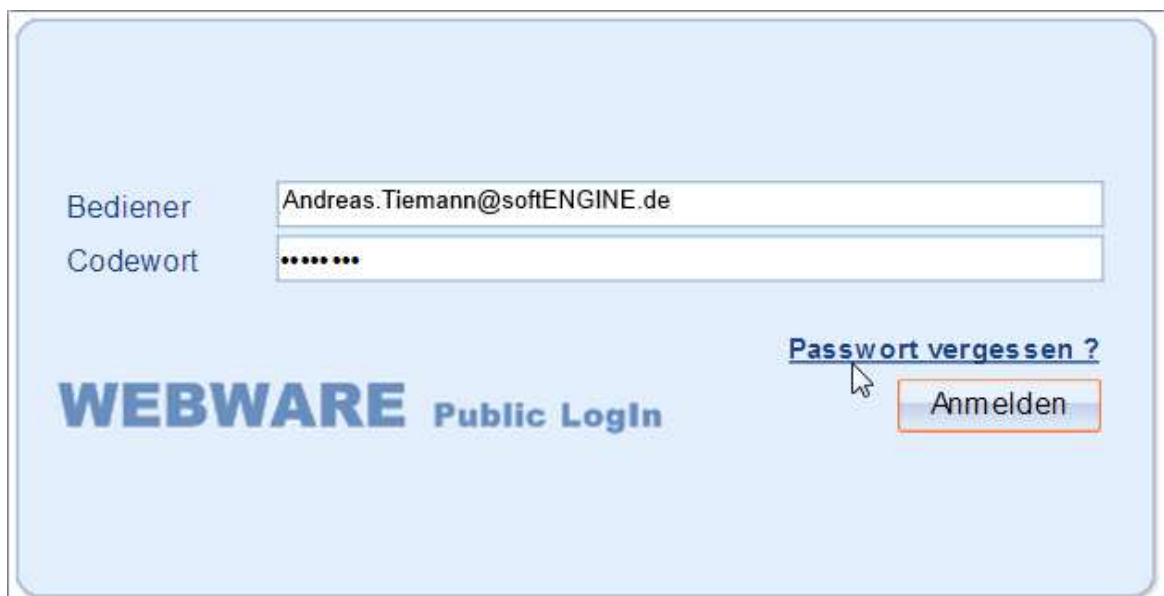 Bediener Andreas.Tiemann@softENGINE.de
Codewort ••••••••
Passwort vergessen ?
WEBWARE Public LogIn Anmelden